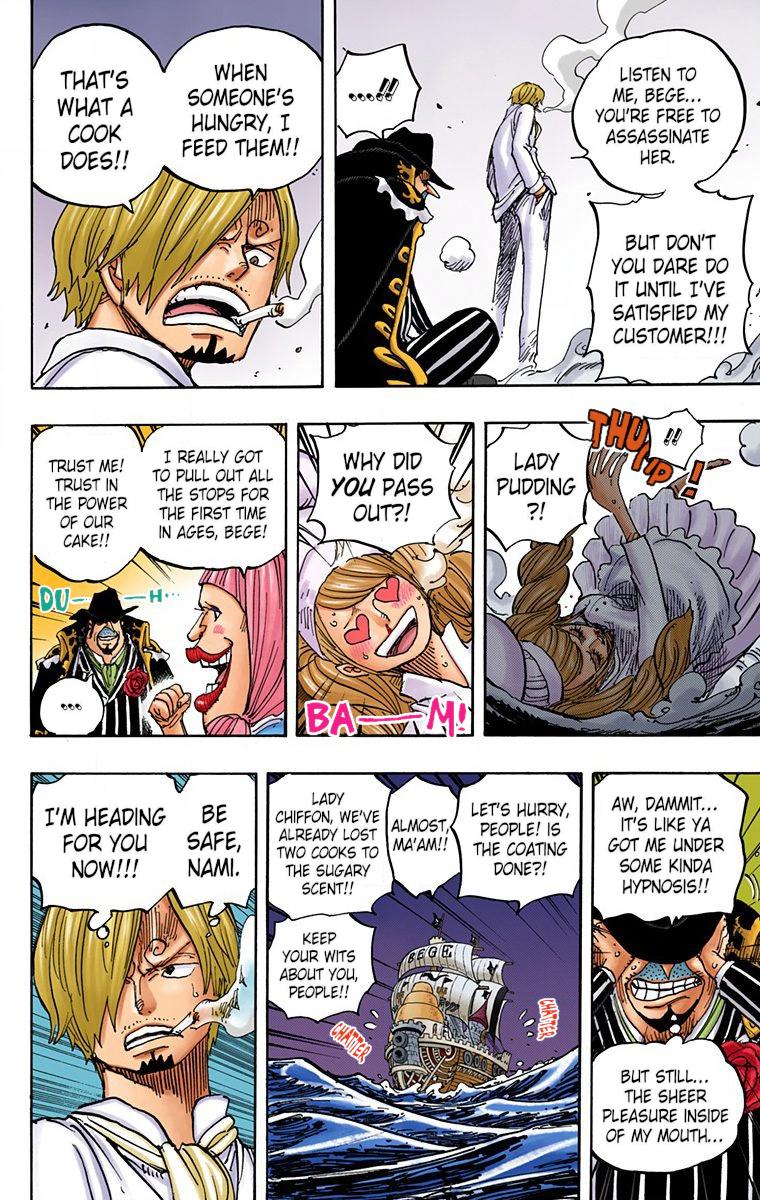 LISTEN TO
ME, BEGE...
YOU'RE FREE TO
ASSASSINATE
HER.
BUT DON'T
YOU DARE DO
IT UNTIL I'VE
SATISFIED MY
CUSTOMER!!!
....!!
WHEN
SOMEONE'S
HUNGRY, I
FEED THEM!!
THAT'S
WHAT A
COOK
DOES!!
!!
THUMP!
LADY
PUDDING
?!
WHY DID
YOU PASS
OUT?!
BA——M!
I REALLY GOT
TO PULL OUT ALL
THE STOPS FOR
THE FIRST TIME
IN AGES, BEGE!
TRUST ME!
TRUST IN
THE POWER
OF OUR
CAKE!!
DU——H...
...
AW, DAMMIT...
IT'S LIKE YA
GOT ME UNDER
SOME KINDA
HYPNOSIS!!
BUT STILL...
THE SHEER
PLEASURE INSIDE
OF MY MOUTH...
LET'S HURRY,
PEOPLE! IS
THE COATING
DONE?!
ALMOST,
MA'AM!!
LADY
CHIFFON, WE'VE
ALREADY LOST
TWO COOKS TO
THE SUGARY
SCENT!!
KEEP
YOUR WITS
ABOUT YOU,
PEOPLE!!
BEGE
CHATTER
CHATTER
BE
SAFE,
NAMI.
I'M HEADING
FOR YOU
NOW!!!